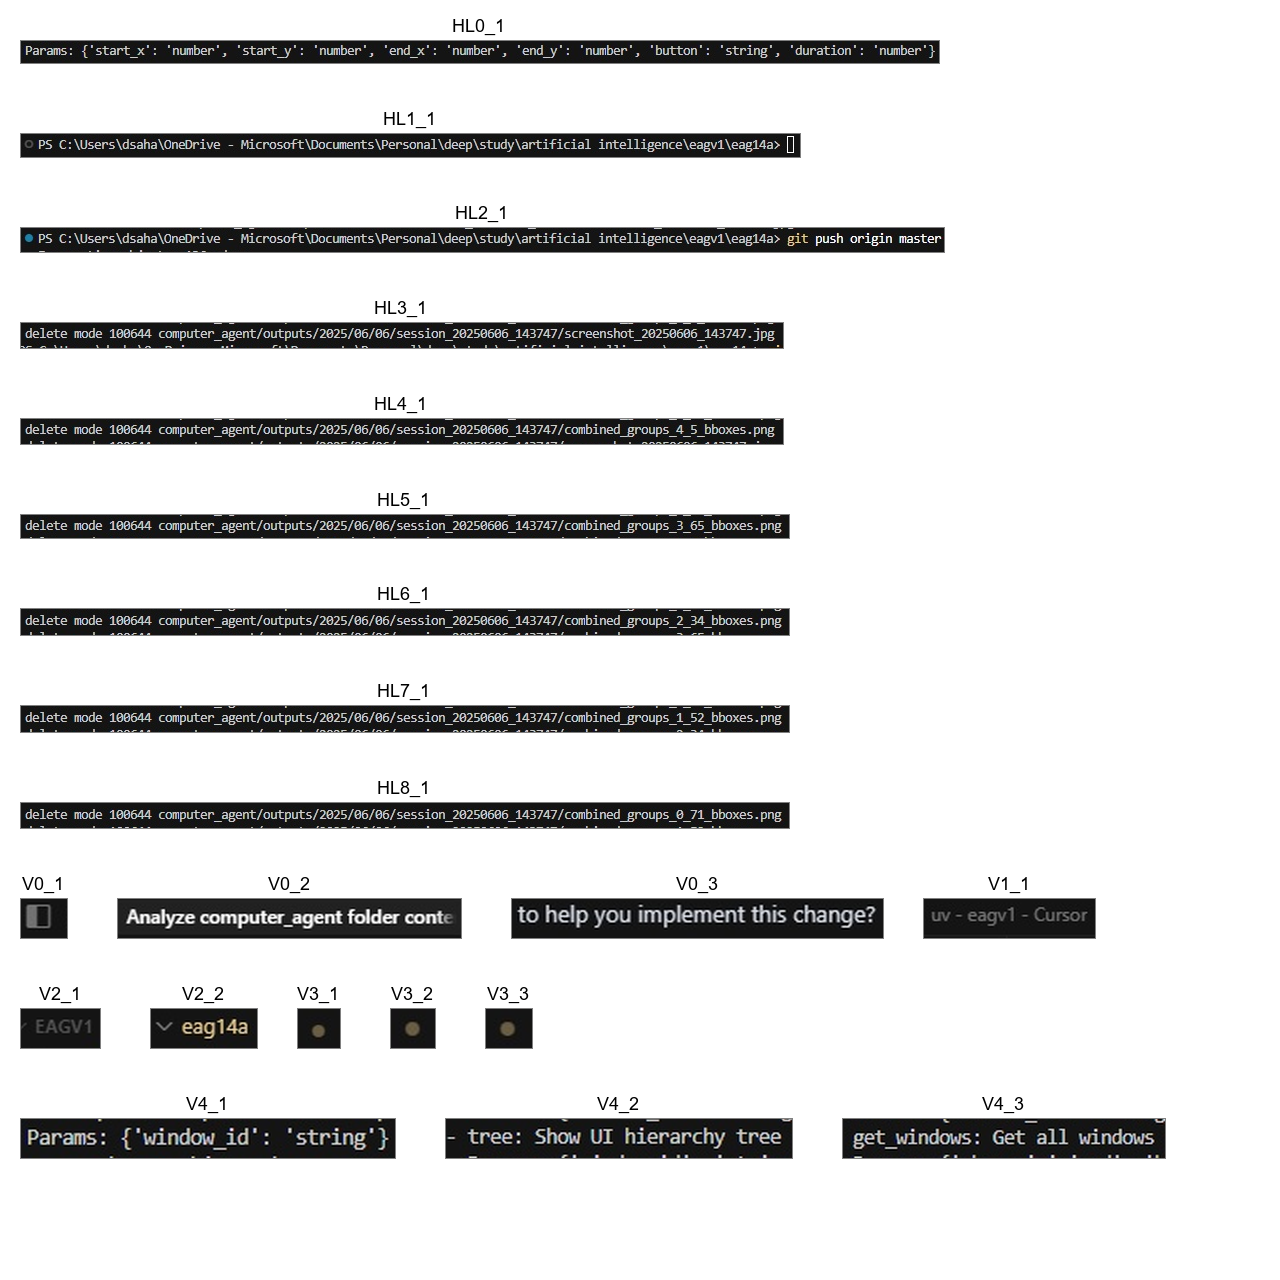 HL0_1
Params: {'start_x': 'number', 'start_y': 'number', 'end_x': 'number', 'end_y': 'number', 'button': 'string', 'duration': 'number'}
HL1_1
PS C:\Users\dsaha\OneDrive - Microsoft\Documents\Personal\deep\study\artificial intelligence\eagv1\eag14a>
HL2_1
PS C:\Users\dsaha\OneDrive - Microsoft\Documents\Personal\deep\study\artificial intelligence\eagv1\eag14a> git push origin master
HL3_1
delete mode 100644 computer_agent/outputs/2025/06/06/session_20250606_143747/screenshot_20250606_143747.jpg
HL4_1
delete mode 100644 computer_agent/outputs/2025/06/06/session_20250606_143747/combined_groups_4_5_bboxes.png
HL5_1
delete mode 100644 computer_agent/outputs/2025/06/06/session_20250606_143747/combined_groups_3_65_bboxes.png
HL6_1
delete mode 100644 computer_agent/outputs/2025/06/06/session_20250606_143747/combined_groups_2_34_bboxes.png
HL7_1
delete mode 100644 computer_agent/outputs/2025/06/06/session_20250606_143747/combined_groups_1_52_bboxes.png
HL8_1
delete mode 100644 computer_agent/outputs/2025/06/06/session_20250606_143747/combined_groups_0_71_bboxes.png
V0_1 V0_2 V0_3 V1_1
Analyze computer_agent folder conte to help you implement this change? uv - eagv1 - Cursor
V2_1 V2_2 V3_1 V3_2 V3_3
EAGV1 eag14a
V4_1 V4_2 V4_3
Params: {'window_id': 'string'} - tree: Show UI hierarchy tree get_windows: Get all windows